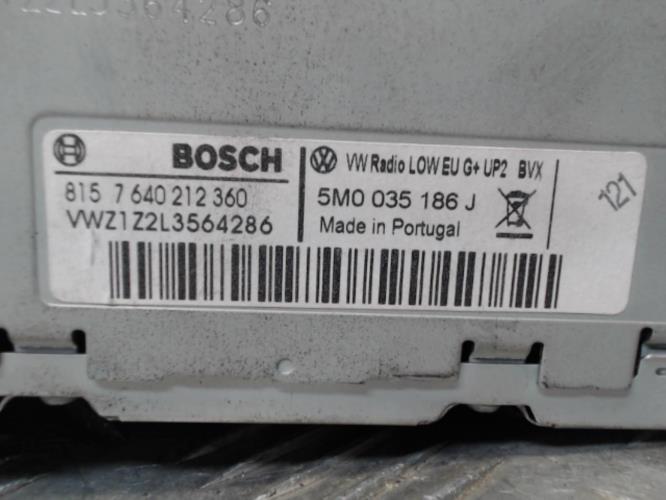 BOSCH
815 7 640 212 360
VWZ1Z2L3564286
VW Radio LOW EU G+ UP2 BVX
5M0 035 186 J
Made in Portugal
121